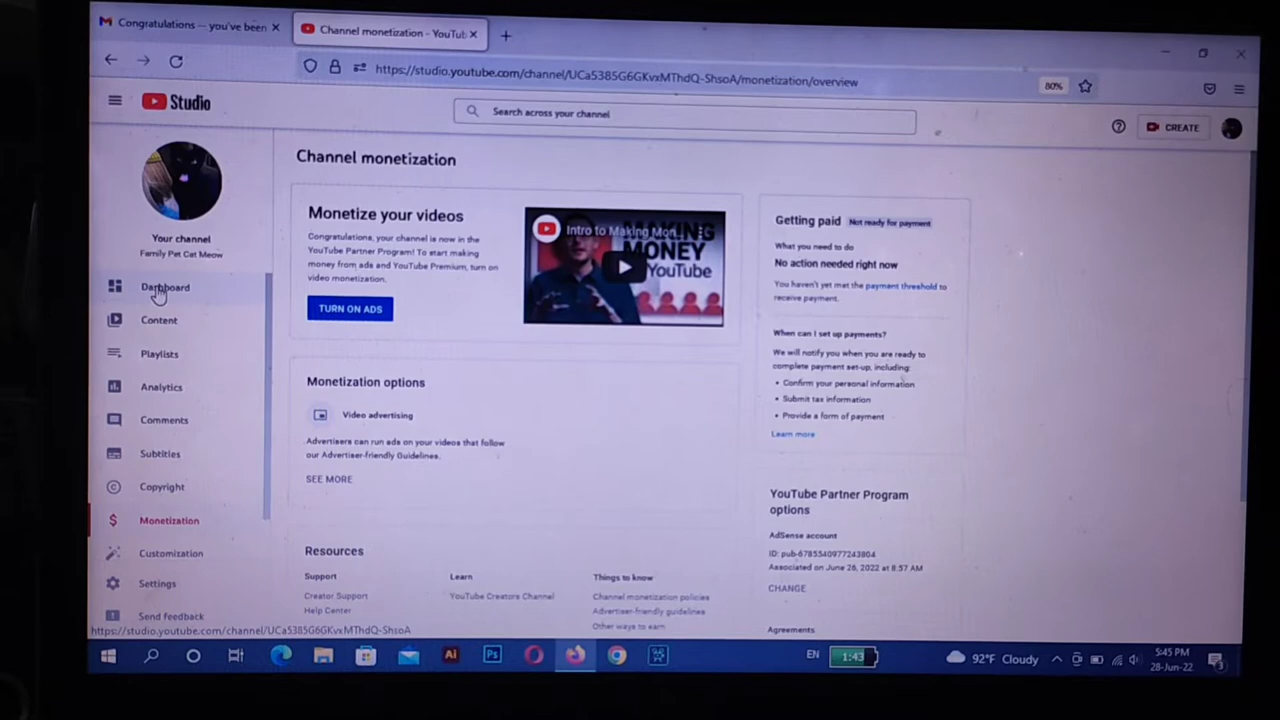 Congratulations — you've been
Channel monetization - YouTub
https://studio.youtube.com/channel/UCa5385G6GKvxMThdQ-ShsoA/monetization/overview
80%
Studio
Search across your channel
CREATE
Channel monetization
Your channel
Family Pet Cat Meow
Dashboard
Content
Playlists
Analytics
Comments
Subtitles
Copyright
Monetization
Customization
Settings
Send feedback
Monetize your videos
Congratulations, your channel is now in the
YouTube Partner Program! To start making
money from ads and YouTube Premium, turn on
video monetization.
TURN ON ADS
Intro to Making Mon...
MAKING
MONEY
YouTube
Monetization options
Video advertising
Advertisers can run ads on your videos that follow
our Advertiser-friendly Guidelines.
SEE MORE
Resources
Support
Creator Support
Help Center
Learn
YouTube Creators Channel
Things to know
Channel monetization policies
Advertiser-friendly guidelines
Other ways to earn
Getting paid Not ready for payment
What you need to do
No action needed right now
You haven't yet met the payment threshold to
receive payment.
When can I set up payments?
We will notify you when you are ready to
complete payment set-up, including:
• Confirm your personal information
• Submit tax information
• Provide a form of payment
Learn more
YouTube Partner Program
options
AdSense account
ID: pub-6785540977243804
Associated on June 26, 2022 at 8:57 AM
CHANGE
Agreements
https://studio.youtube.com/channel/UCa5385G6GKvxMThdQ-ShsoA
Ai
Ps
EN
1:43
92°F Cloudy
5:45 PM
28-Jun-22
3